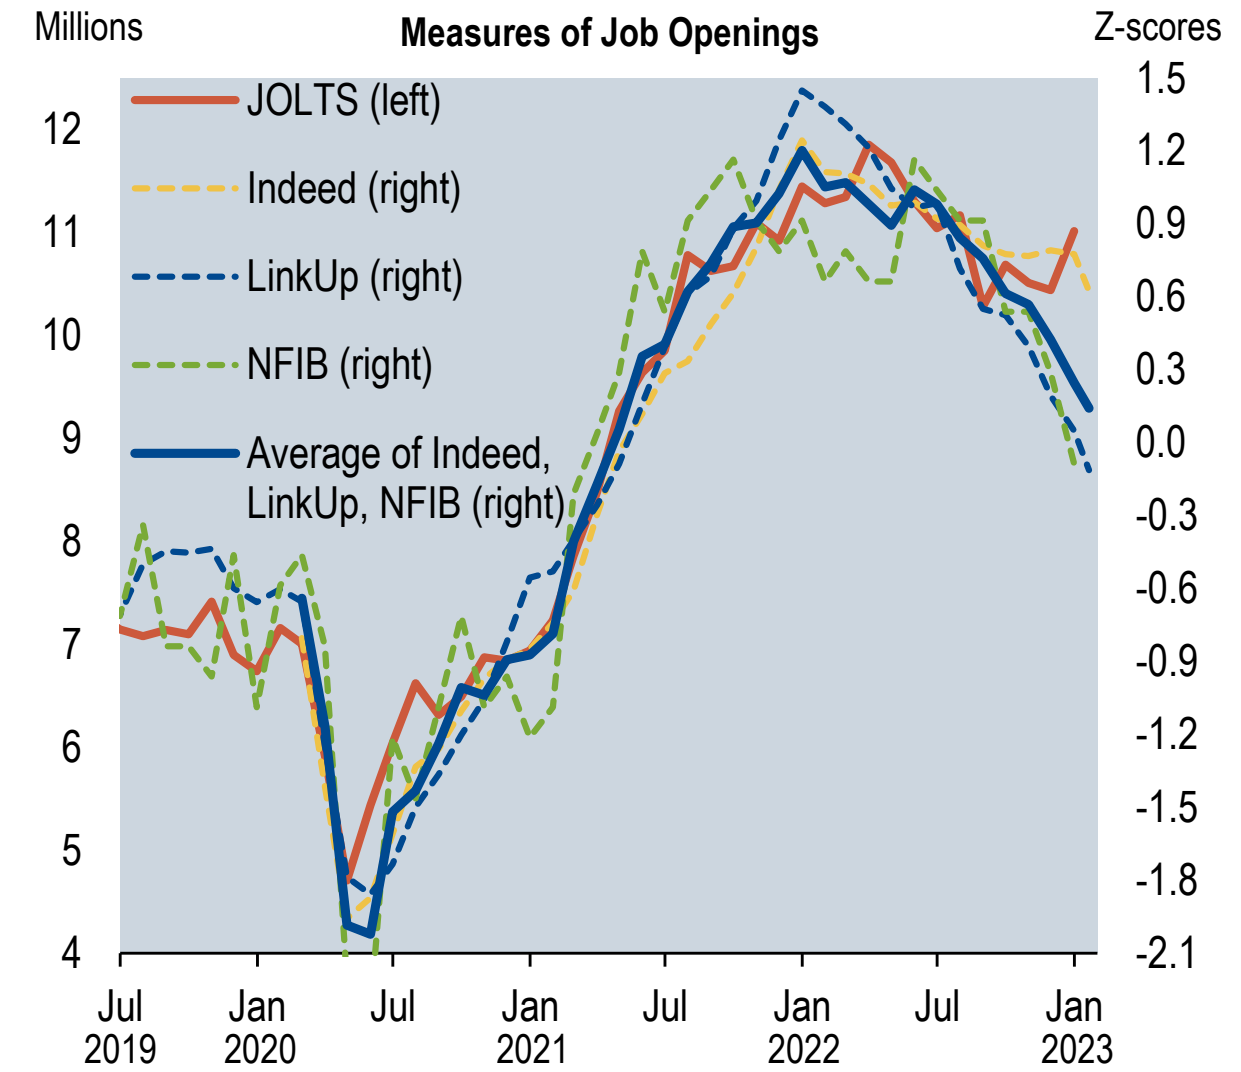 Millions
Measures of Job Openings
Z-scores
JOLTS (left)
Indeed (right)
LinkUp (right)
NFIB (right)
Average of Indeed,
LinkUp, NFIB (right)
12
11
10
9
8
7
6
5
4
1.5
1.2
0.9
0.6
0.3
0.0
-0.3
-0.6
-0.9
-1.2
-1.5
-1.8
-2.1
Jul Jan Jul Jan Jul Jan Jul Jan
2019 2020 2021 2022 2023